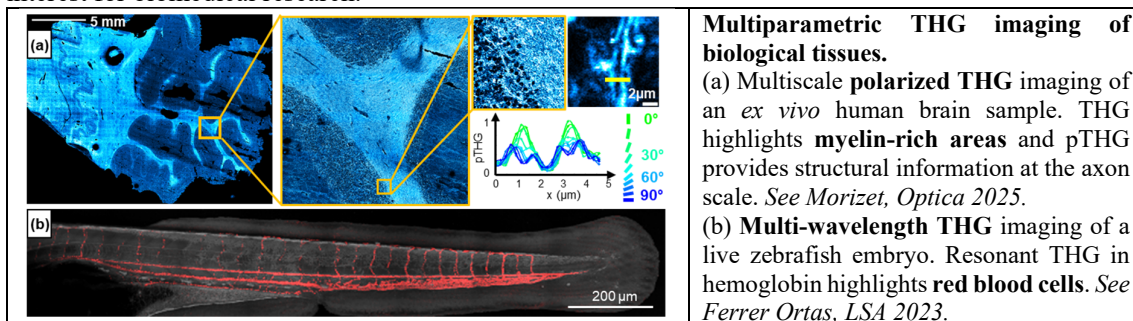 5 mm
(a)
2µm
1
0
pTHG
0 1 2 3 4 5
x (µm)
0°
30°
60°
90°
(b)
200 µm
Multiparametric THG imaging of
biological tissues.
(a) Multiscale polarized THG imaging of
an ex vivo human brain sample. THG
highlights myelin-rich areas and pTHG
provides structural information at the axon
scale. See Morizet, Optica 2025.
(b) Multi-wavelength THG imaging of a
live zebrafish embryo. Resonant THG in
hemoglobin highlights red blood cells. See
Ferrer Ortas, LSA 2023.